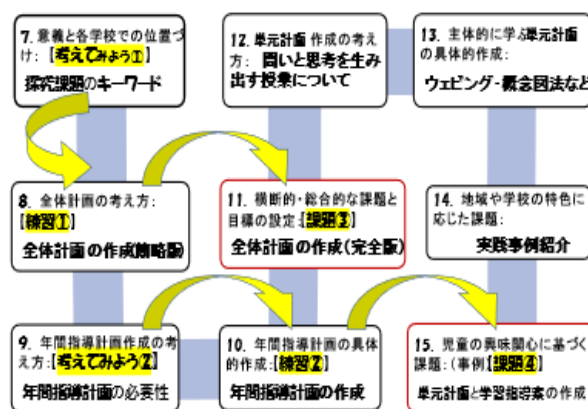 7. 意義と各学校での位置づ
け:【考えてみよう①】
探究課題のキーワード
8. 全体計画の考え方:
【練習①】
全体計画の作成(簡略版)
9. 年間指導計画作成の考
え方:【考えてみよう②】
年間指導計画の必要性
10. 年間指導計画の具体
的作成:【練習②】
年間指導計画の作成
11. 横断的・総合的な課題と
目標の設定:【課題③】
全体計画の作成(完全版)
12. 単元計画作成の考え
方: 問いと思考を生み
出す授業について
13. 主体的に学ぶ単元計画
の具体的作成:
ウェビング-概念図法など
14. 地域や学校の特色に
応じた課題:
実践事例紹介
15. 児童の興味関心に基づく
課題:(事例【課題④】
単元計画と学習指導案の作成